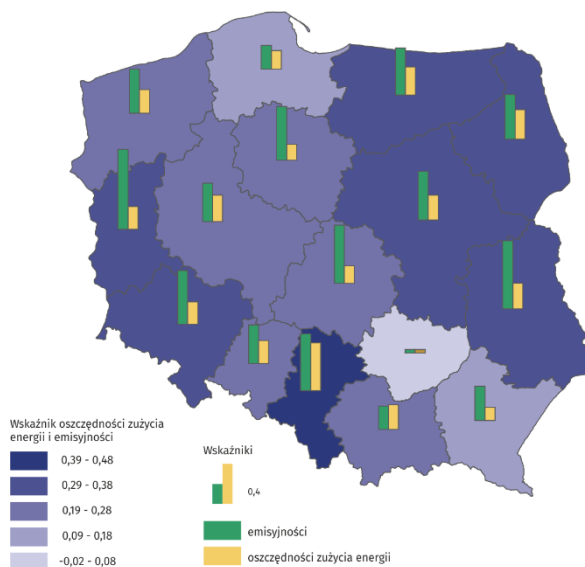 Wskaźnik oszczędności zużycia
energii i emisyjności
0,39 - 0,48
0,29 - 0,38
0,19 - 0,28
0,09 - 0,18
-0,02 - 0,08
Wskaźniki
0,4
emisyjności
oszczędności zużycia energii